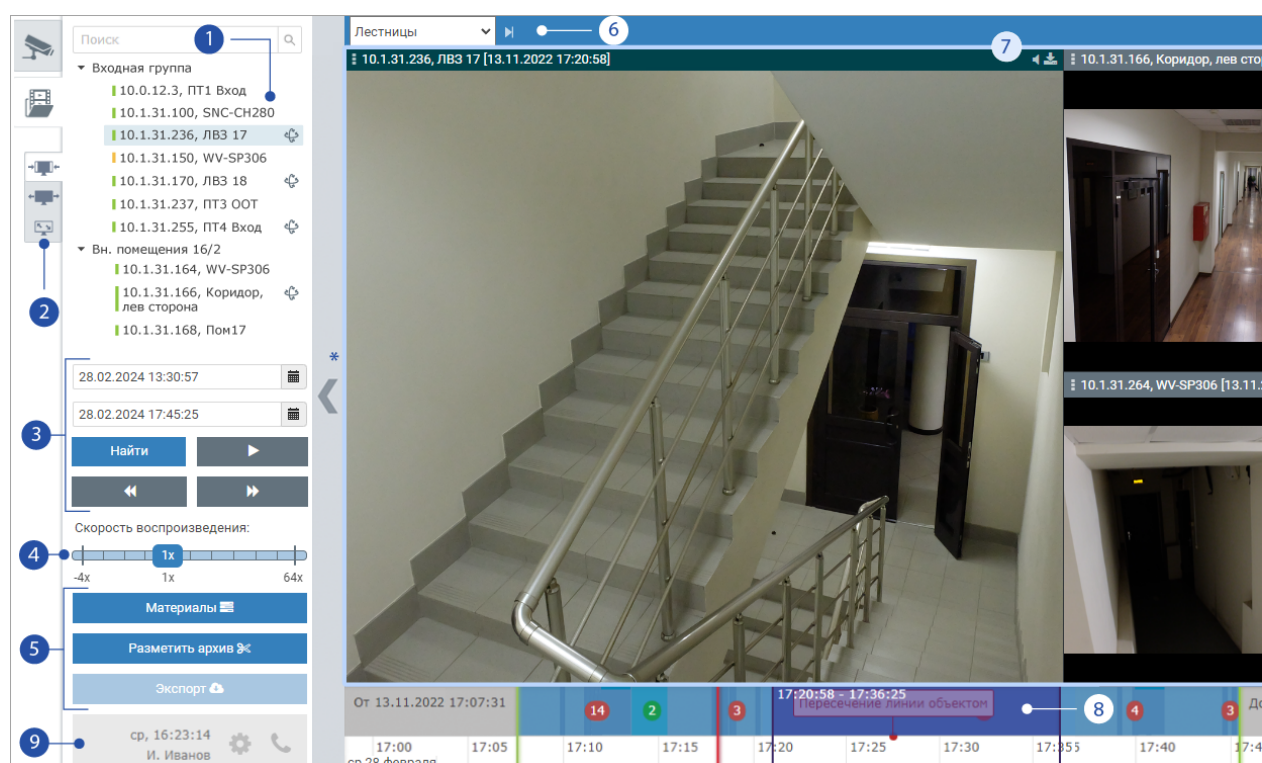 Поиск
1
Входная группа
10.0.12.3, ПТ1 Вход
10.1.31.100, SNC-CH280
10.1.31.236, ЛВЗ 17
10.1.31.150, WV-SP306
10.1.31.170, ЛВЗ 18
10.1.31.237, ПТ3 ООТ
10.1.31.255, ПТ4 Вход
Вн. помещения 16/2
10.1.31.164, WV-SP306
10.1.31.166, Коридор,
лев сторона
10.1.31.168, Пом17
2
*
28.02.2024 13:30:57
28.02.2024 17:45:25
3
Найти
Скорость воспроизведения:
4
1x
-4x 1x 64x
5
Материалы
Разметить архив
Экспорт
9
ср, 16:23:14
И. Иванов
Лестницы
6
7
10.1.31.236, ЛВЗ 17 [13.11.2022 17:20:58]
10.1.31.166, Коридор, лев сто
10.1.31.264, WV-SP306 [13.11.
От 13.11.2022 17:07:31
17:20:58 - 17:36:25
Пересечение линии объектом
14 2 3 8 4 3
До
17:00 17:05 17:10 17:15 17:20 17:25 17:30 17:355 17:40 17:4
ср 28 февраля